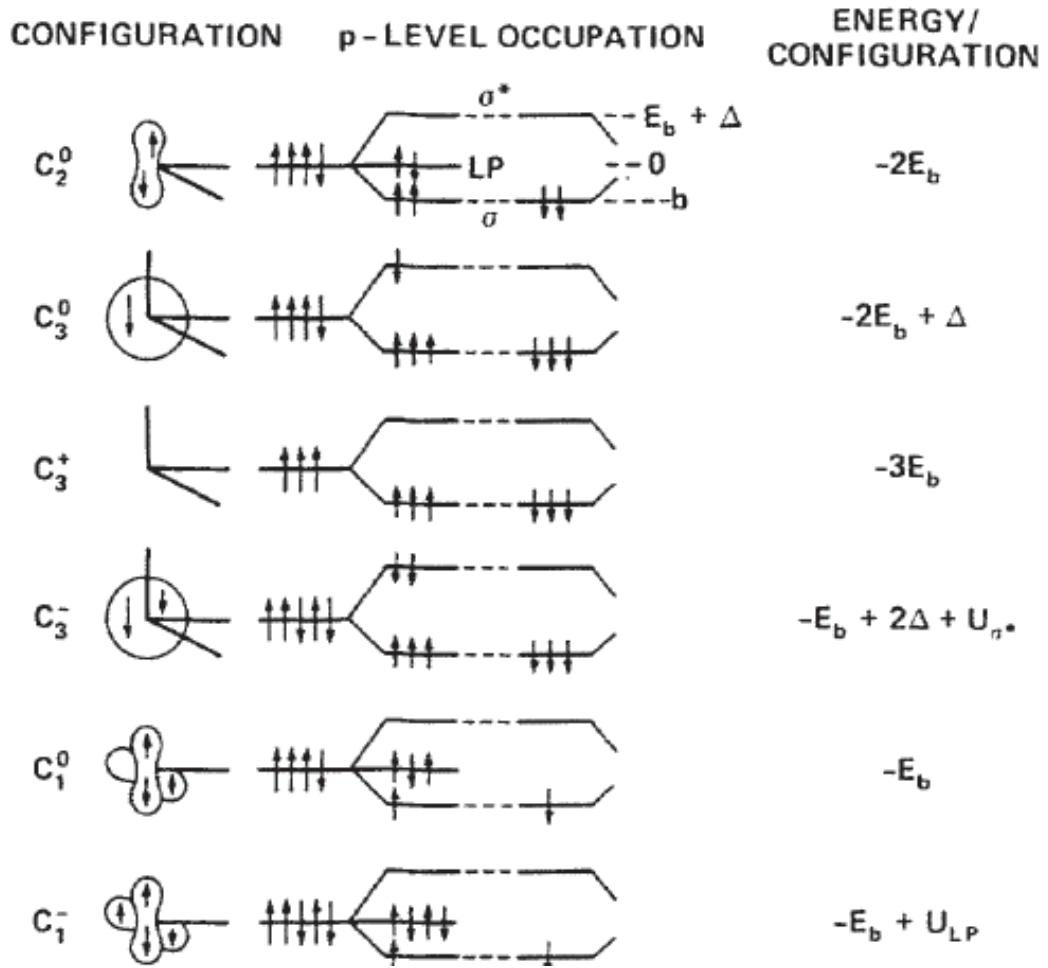 CONFIGURATION p-LEVEL OCCUPATION ENERGY/
CONFIGURATION
σ*
E_b + Δ
C_2^0 LP 0 -2E_b
σ b
C_3^0 -2E_b + Δ
C_3^+ -3E_b
C_3^- -E_b + 2Δ + U_σ*
C_1^0 -E_b
C_1^- -E_b + U_LP